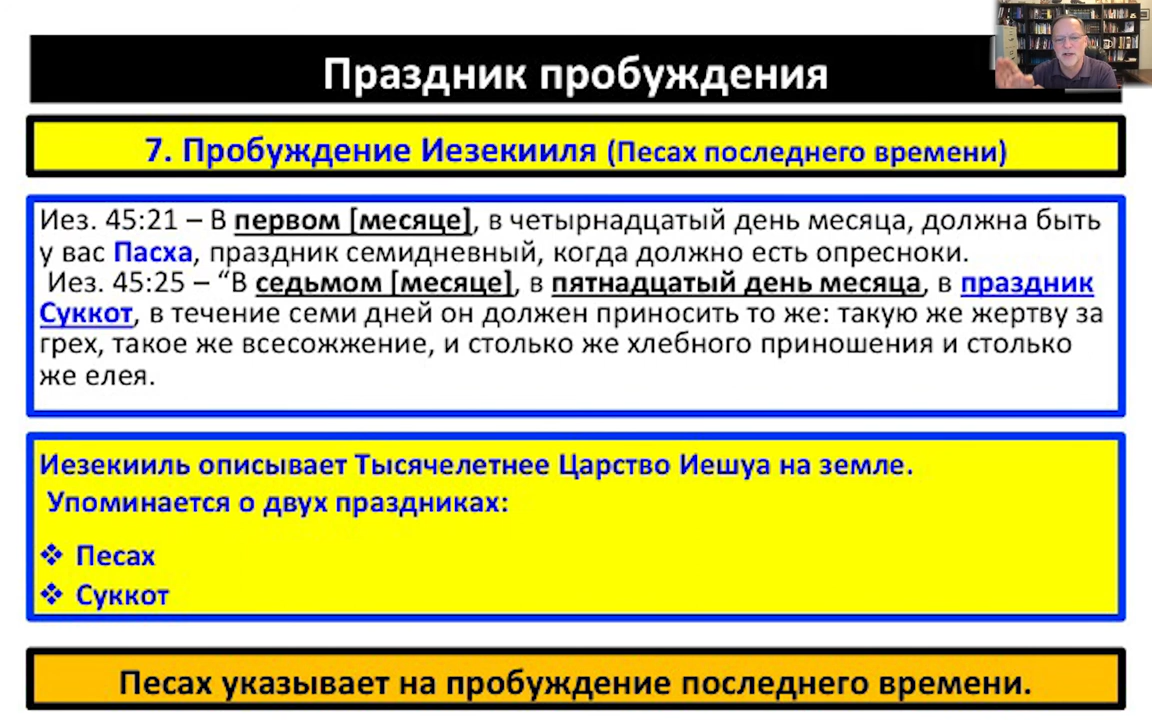 Праздник пробуждения
7. Пробуждение Иезекииля (Песах последнего времени)
Иез. 45:21 – В первом [месяце], в четырнадцатый день месяца, должна быть
у вас Пасха, праздник семидневный, когда должно есть опресноки.
Иез. 45:25 – “В седьмом [месяце], в пятнадцатый день месяца, в праздник
Суккот, в течение семи дней он должен приносить то же: такую же жертву за
грех, такое же всесожжение, и столько же хлебного приношения и столько
же елея.
Иезекииль описывает Тысячелетнее Царство Иешуа на земле.
Упоминается о двух праздниках:
❖ Песах
❖ Суккот
Песах указывает на пробуждение последнего времени.